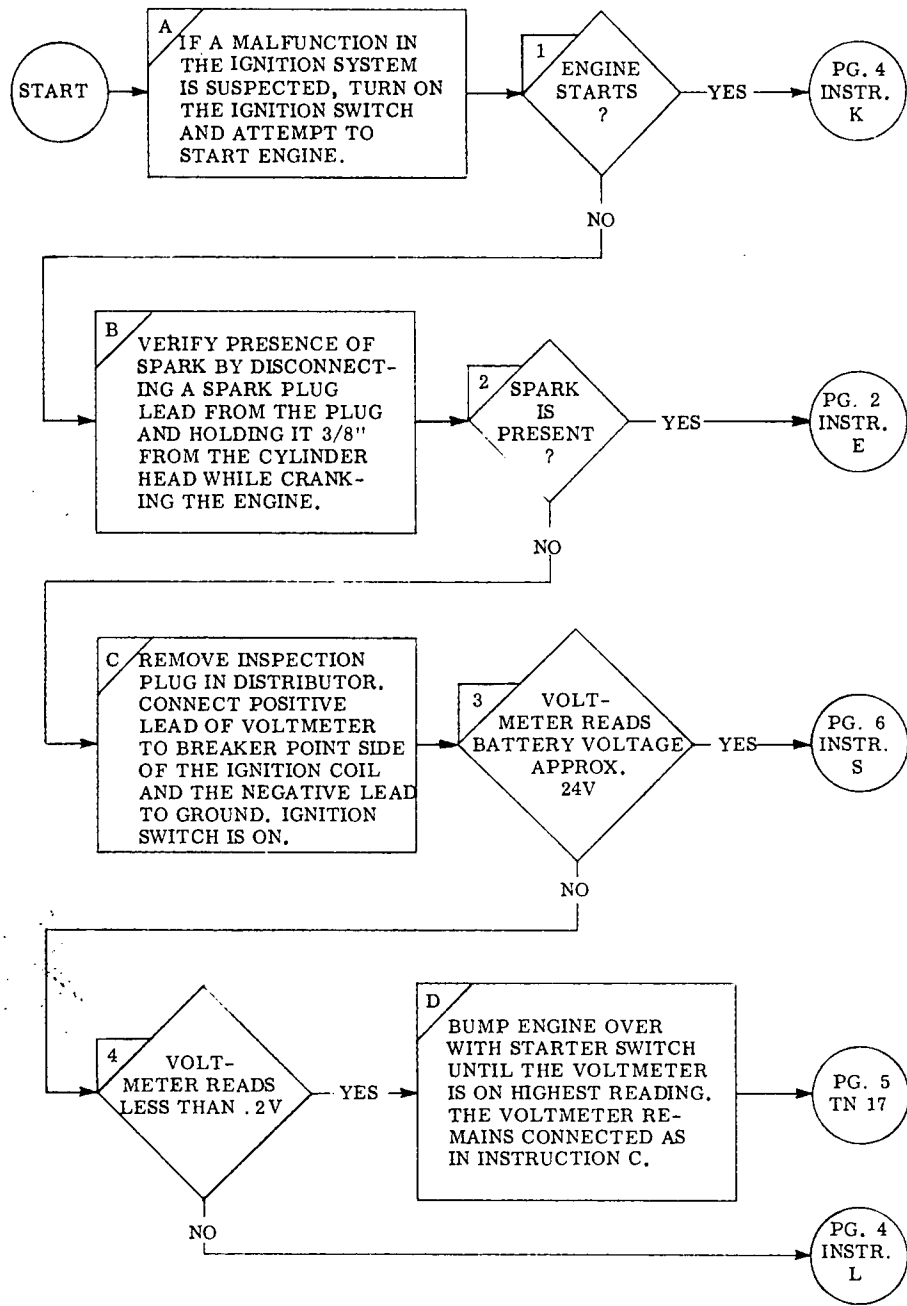 START
A
IF A MALFUNCTION IN
THE IGNITION SYSTEM
IS SUSPECTED, TURN ON
THE IGNITION SWITCH
AND ATTEMPT TO
START ENGINE.
1
ENGINE
STARTS
?
YES
PG. 4
INSTR.
K
NO
B
VERIFY PRESENCE OF
SPARK BY DISCONNECT-
ING A SPARK PLUG
LEAD FROM THE PLUG
AND HOLDING IT 3/8"
FROM THE CYLINDER
HEAD WHILE CRANK-
ING THE ENGINE.
2
SPARK
IS
PRESENT
?
YES
PG. 2
INSTR.
E
NO
C
REMOVE INSPECTION
PLUG IN DISTRIBUTOR.
CONNECT POSITIVE
LEAD OF VOLTMETER
TO BREAKER POINT SIDE
OF THE IGNITION COIL
AND THE NEGATIVE LEAD
TO GROUND. IGNITION
SWITCH IS ON.
3
VOLT-
METER READS
BATTERY VOLTAGE
APPROX.
24V
YES
PG. 6
INSTR.
S
NO
4
VOLT-
METER READS
LESS THAN .2V
YES
D
BUMP ENGINE OVER
WITH STARTER SWITCH
UNTIL THE VOLTMETER
IS ON HIGHEST READING.
THE VOLTMETER RE-
MAINS CONNECTED AS
IN INSTRUCTION C.
PG. 5
TN 17
NO
PG. 4
INSTR.
L